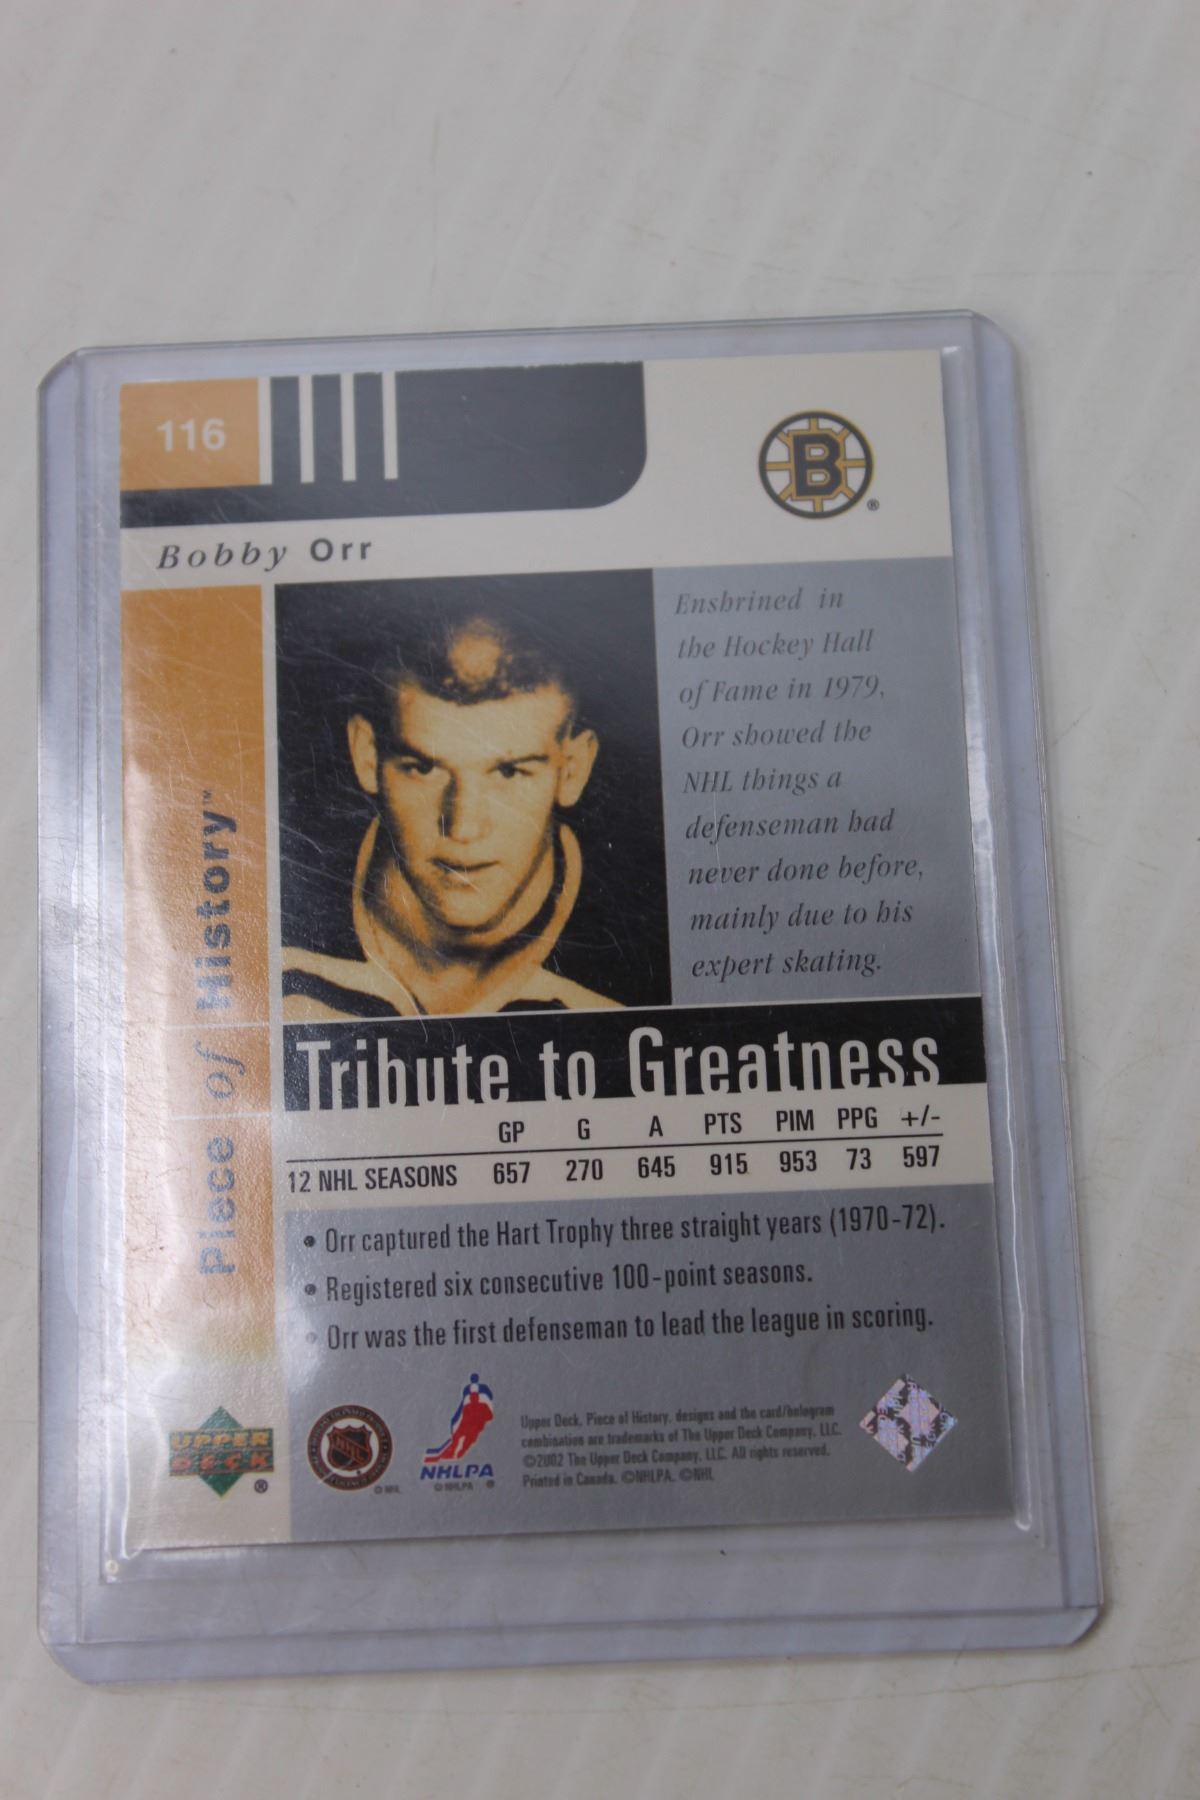 116
B
®
Bobby Orr
Piece of History™
Enshrined in
the Hockey Hall
of Fame in 1979,
Orr showed the
NHL things a
defenseman had
never done before,
mainly due to his
expert skating.
Tribute to Greatness
GP G A PTS PIM PPG +/-
12 NHL SEASONS 657 270 645 915 953 73 597
• Orr captured the Hart Trophy three straight years (1970-72).
• Registered six consecutive 100-point seasons.
• Orr was the first defenseman to lead the league in scoring.
UPPER
DECK
®
NHL
© NHL
NHLPA
© NHLPA ®
Upper Deck, Piece of History, designs and the card/hologram
combination are trademarks of The Upper Deck Company, LLC.
©2002 The Upper Deck Company, LLC. All rights reserved.
Printed in Canada. ©NHLPA. ©NHL